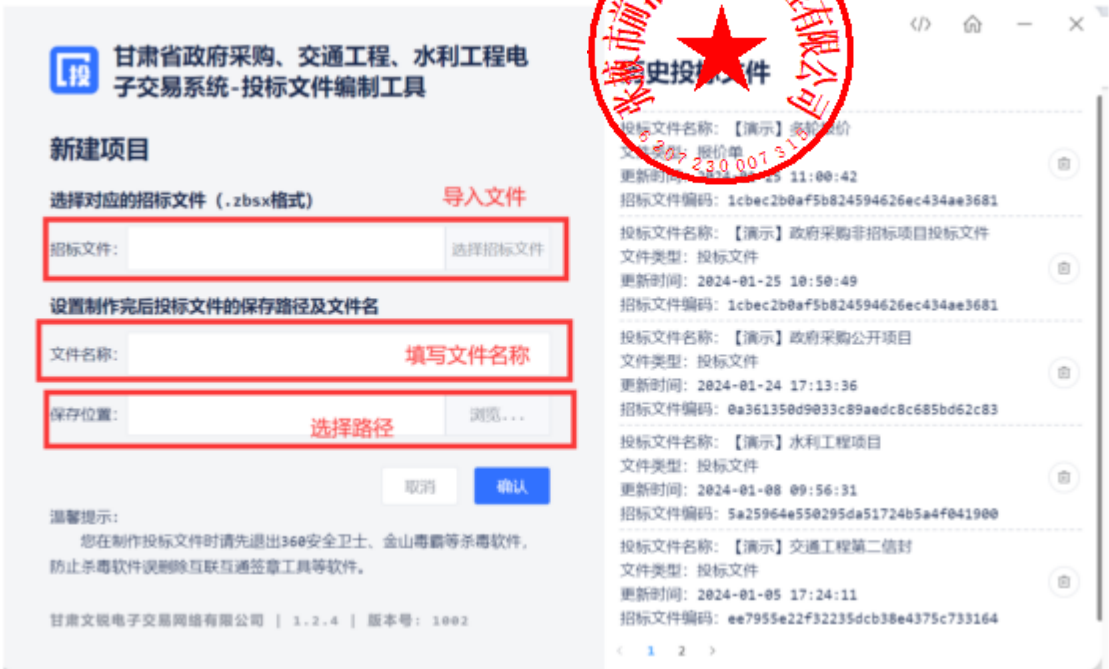 甘肃省政府采购、交通工程、水利工程电
子交易系统-投标文件编制工具
新建项目
选择对应的招标文件（.zbsx格式）
导入文件
招标文件：
选择招标文件
设置制作完后投标文件的保存路径及文件名
文件名称：
填写文件名称
保存位置：
浏览...
选择路径
取消
确认
温馨提示：
您在制作投标文件时请先退出360安全卫士、金山毒霸等杀毒软件，
防止杀毒软件误删除互联互通签章工具等软件。
甘肃文锐电子交易网络有限公司 | 1.2.4 | 版本号: 1002
历史投标文件
投标文件名称：【演示】多轮报价
文件类型：报价单
更新时间：2024-01-25 11:00:42
招标文件编码：1cbec2b0af5b824594626ec434ae3681
投标文件名称：【演示】政府采购非招标项目投标文件
文件类型：投标文件
更新时间：2024-01-25 10:50:49
招标文件编码：1cbec2b0af5b824594626ec434ae3681
投标文件名称：【演示】政府采购公开项目
文件类型：投标文件
更新时间：2024-01-24 17:13:36
招标文件编码：0a361350d9033c89aedc8c685bd62c83
投标文件名称：【演示】水利工程项目
文件类型：投标文件
更新时间：2024-01-08 09:56:31
招标文件编码：5a25964e550295da51724b5a4f041900
投标文件名称：【演示】交通工程第二信封
文件类型：投标文件
更新时间：2024-01-05 17:24:11
招标文件编码：ee7955e22f32235dcb38e4375c733164
1 2